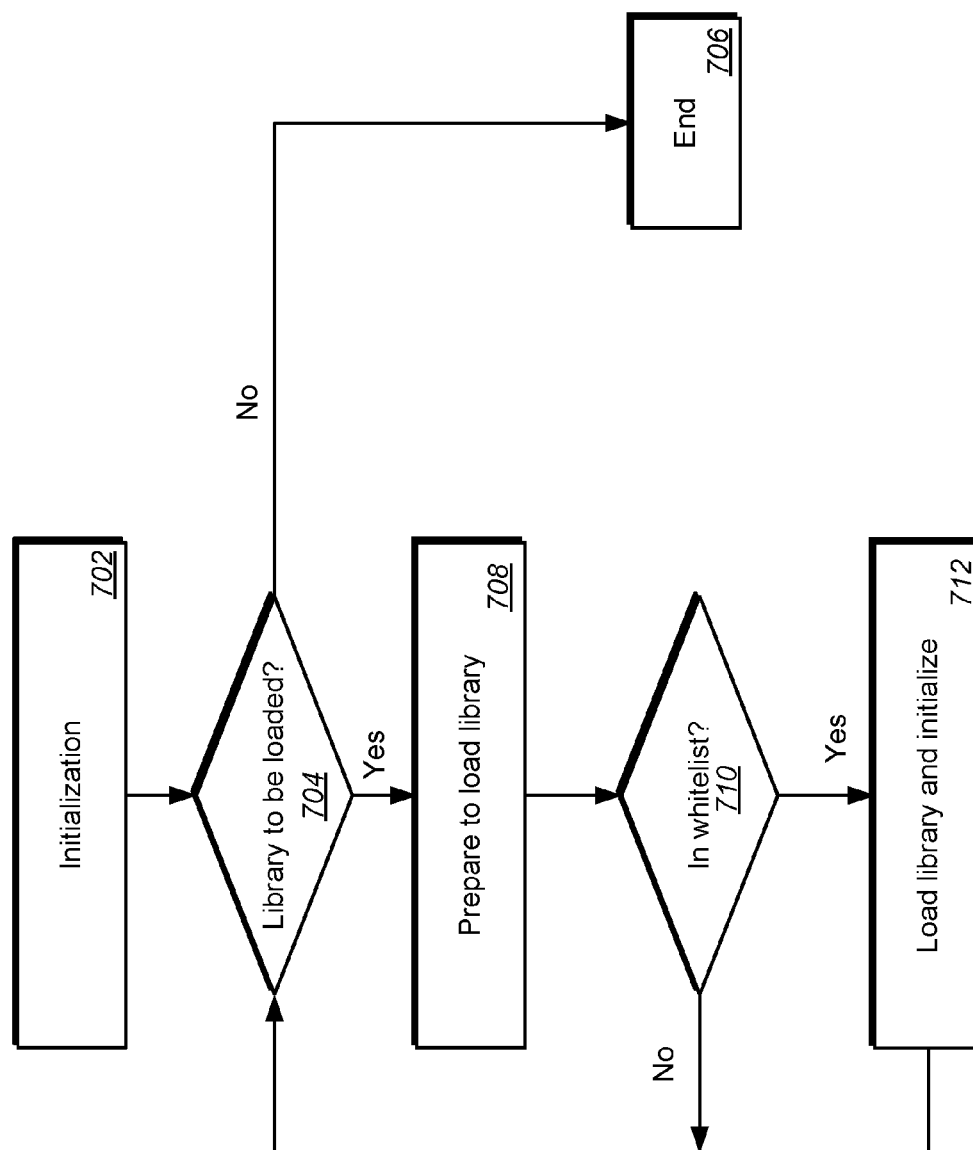 Initialization
702
Library to be loaded?
704
No
Yes
End
706
Prepare to load library
708
In whitelist?
710
No
Yes
Load library and initialize
712